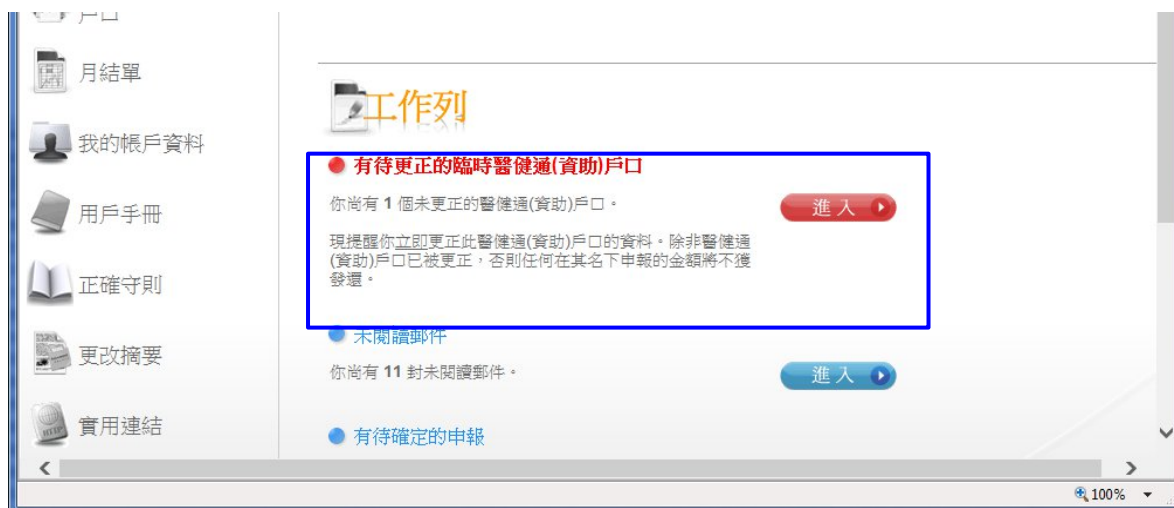 戶口
月結單
我的帳戶資料
用戶手冊
正確守則
更改摘要
實用連結
工作列
有待更正的臨時醫健通(資助)戶口
你尚有 1 個未更正的醫健通(資助)戶口。
進入
現提醒你立即更正此醫健通(資助)戶口的資料。除非醫健通
(資助)戶口已被更正，否則任何在其名下申報的金額將不獲
發還。
未閱讀郵件
你尚有 11 封未閱讀郵件。
進入
有待確定的申報
100%